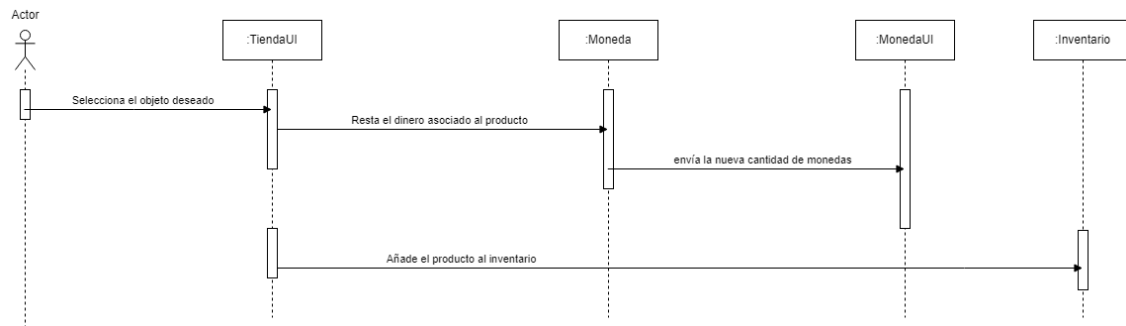 Actor
:TiendaUI
:Moneda
:MonedaUI
:Inventario
Selecciona el objeto deseado
Resta el dinero asociado al producto
envía la nueva cantidad de monedas
Añade el producto al inventario